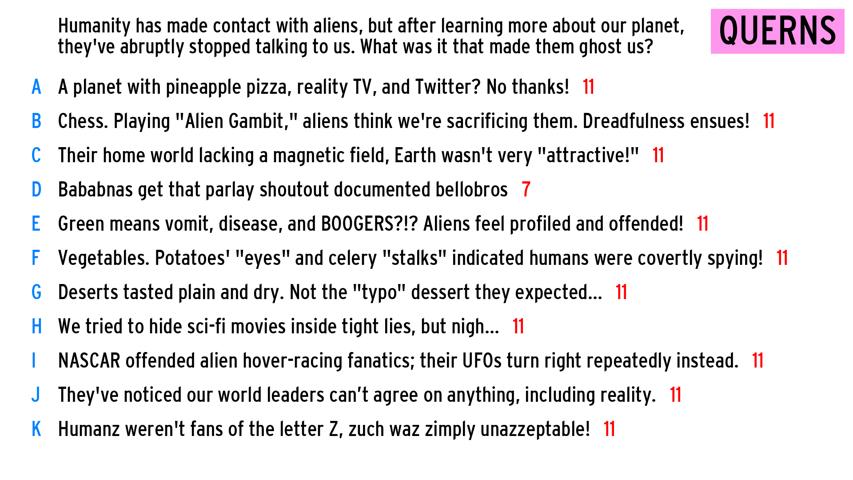 Humanity has made contact with aliens, but after learning more about our planet,
they've abruptly stopped talking to us. What was it that made them ghost us?
QUERNS
A A planet with pineapple pizza, reality TV, and Twitter? No thanks! 11
B Chess. Playing "Alien Gambit," aliens think we're sacrificing them. Dreadfulness ensues! 11
C Their home world lacking a magnetic field, Earth wasn't very "attractive!" 11
D Bababnas get that parlay shoutout documented bellobros 7
E Green means vomit, disease, and BOOGERS?!? Aliens feel profiled and offended! 11
F Vegetables. Potatoes' "eyes" and celery "stalks" indicated humans were covertly spying! 11
G Deserts tasted plain and dry. Not the "typo" dessert they expected... 11
H We tried to hide sci-fi movies inside tight lies, but nigh... 11
I NASCAR offended alien hover-racing fanatics; their UFOs turn right repeatedly instead. 11
J They've noticed our world leaders can’t agree on anything, including reality. 11
K Humanz weren't fans of the letter Z, zuch waz zimply unazzeptable! 11